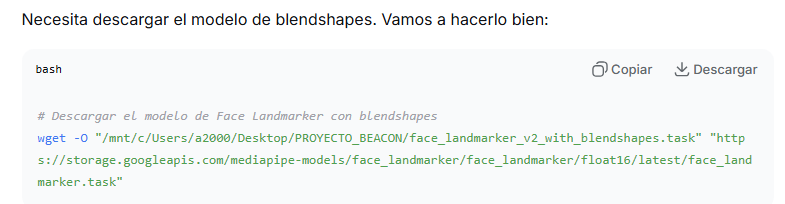 Necesita descargar el modelo de blendshapes. Vamos a hacerlo bien:
bash
Copiar
Descargar
# Descargar el modelo de Face Landmarker con blendshapes
wget -O "/mnt/c/Users/a2000/Desktop/PROYECTO_BEACON/face_landmarker_v2_with_blendshapes.task" "http
s://storage.googleapis.com/mediapipe-models/face_landmarker/face_landmarker/float16/latest/face_land
marker.task"